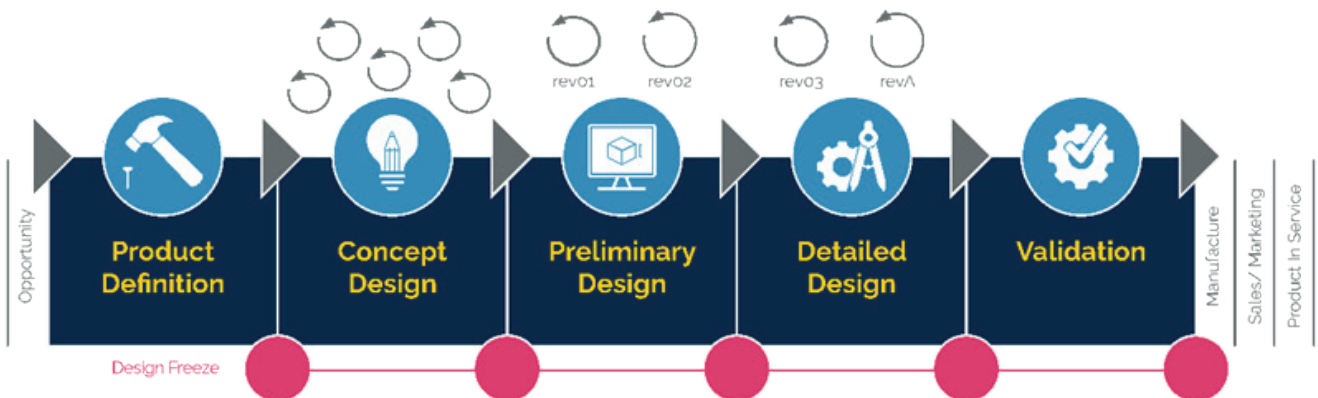 rev01
rev02
rev03
revA
Opportunity
Product
Definition
Concept
Design
Preliminary
Design
Detailed
Design
Validation
Manufacture
Sales/ Marketing
Product In Service
Design Freeze